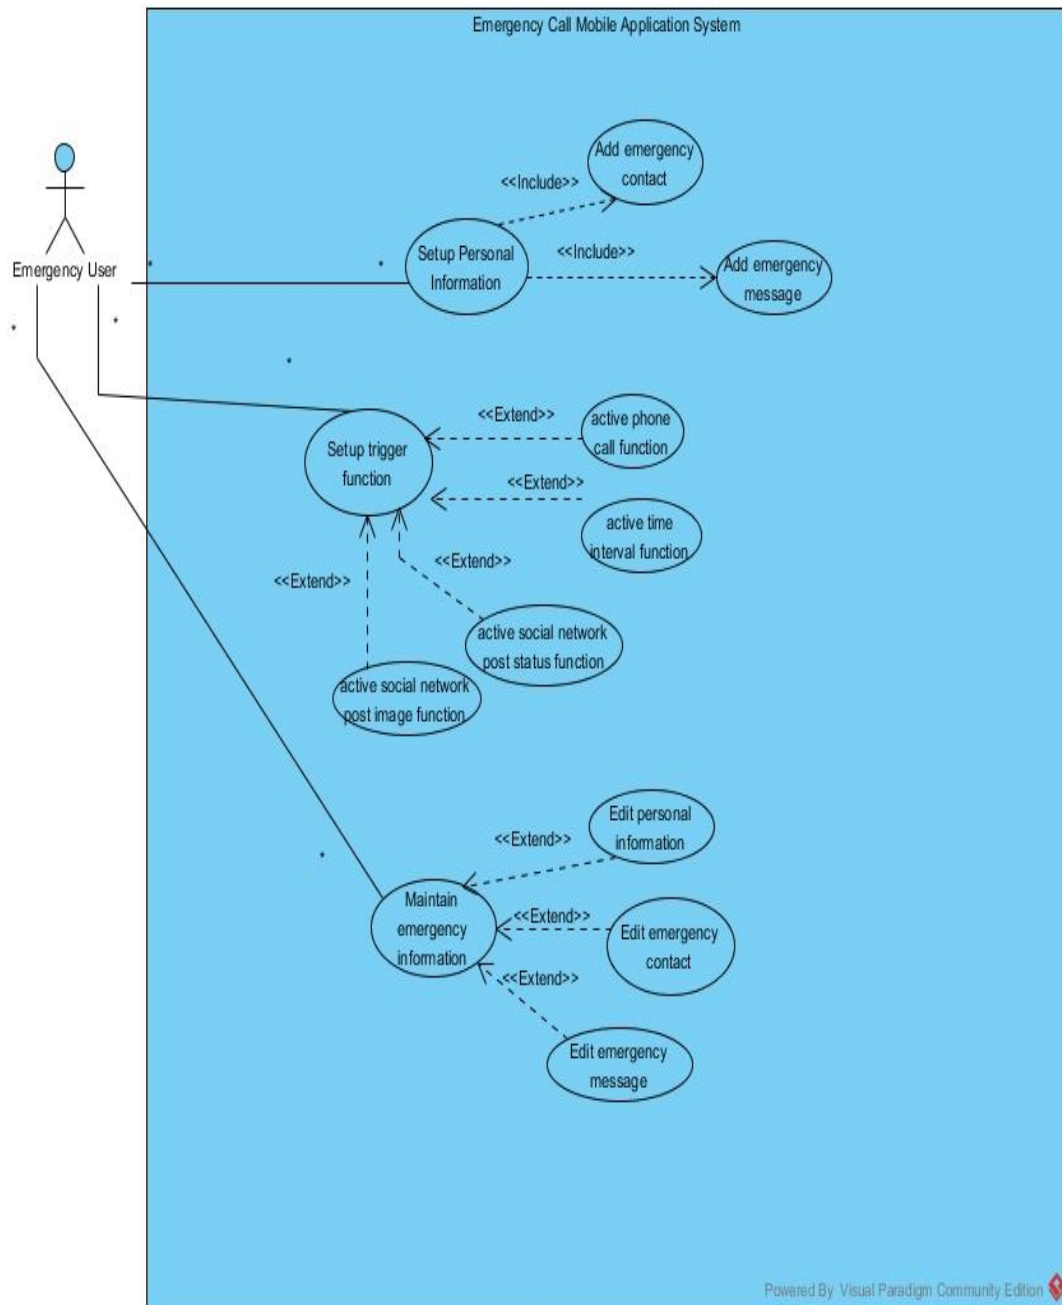 Emergency Call Mobile Application System
Add emergency
contact
<<Include>>
Setup Personal
Information
<<Include>>
Add emergency
message
Emergency User
*
*
*
*
*
<<Extend>>
active phone
call function
Setup trigger
function
<<Extend>>
active time
interval function
<<Extend>>
<<Extend>>
active social network
post status function
active social network
post image function
Edit personal
information
<<Extend>>
*
Maintain
emergency
information
<<Extend>>
Edit emergency
contact
<<Extend>>
Edit emergency
message
Powered By Visual Paradigm Community Edition